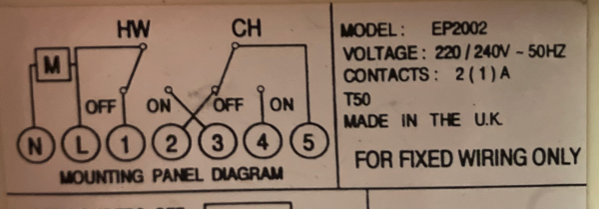 HW CH
M
OFF ON OFF ON
N L 1 2 3 4 5
MOUNTING PANEL DIAGRAM
MODEL: EP2002
VOLTAGE: 220/240V ~ 50HZ
CONTACTS: 2(1)A
T50
MADE IN THE U.K.
FOR FIXED WIRING ONLY